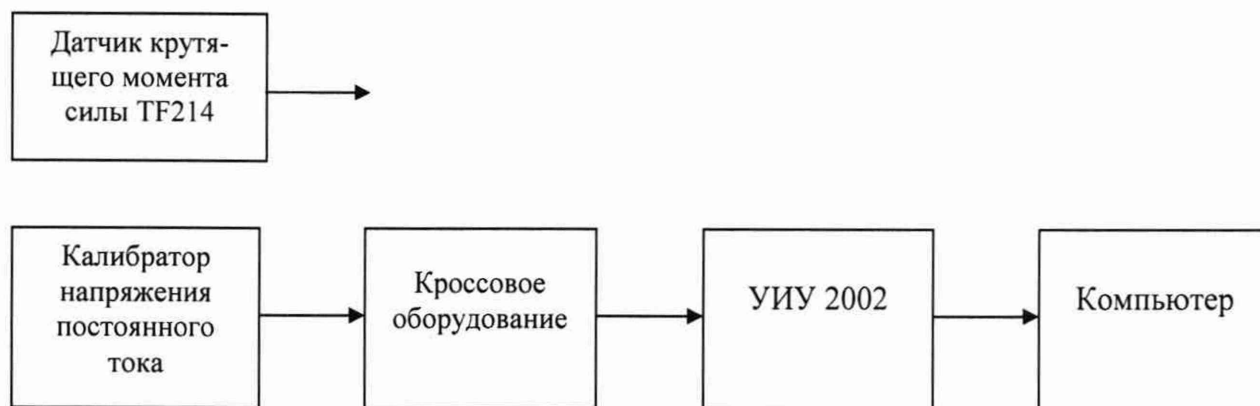 Датчик крутя-
щего момента
силы TF214
Калибратор
напряжения
постоянного
тока
Кроссовое
оборудование
УИУ 2002
Компьютер